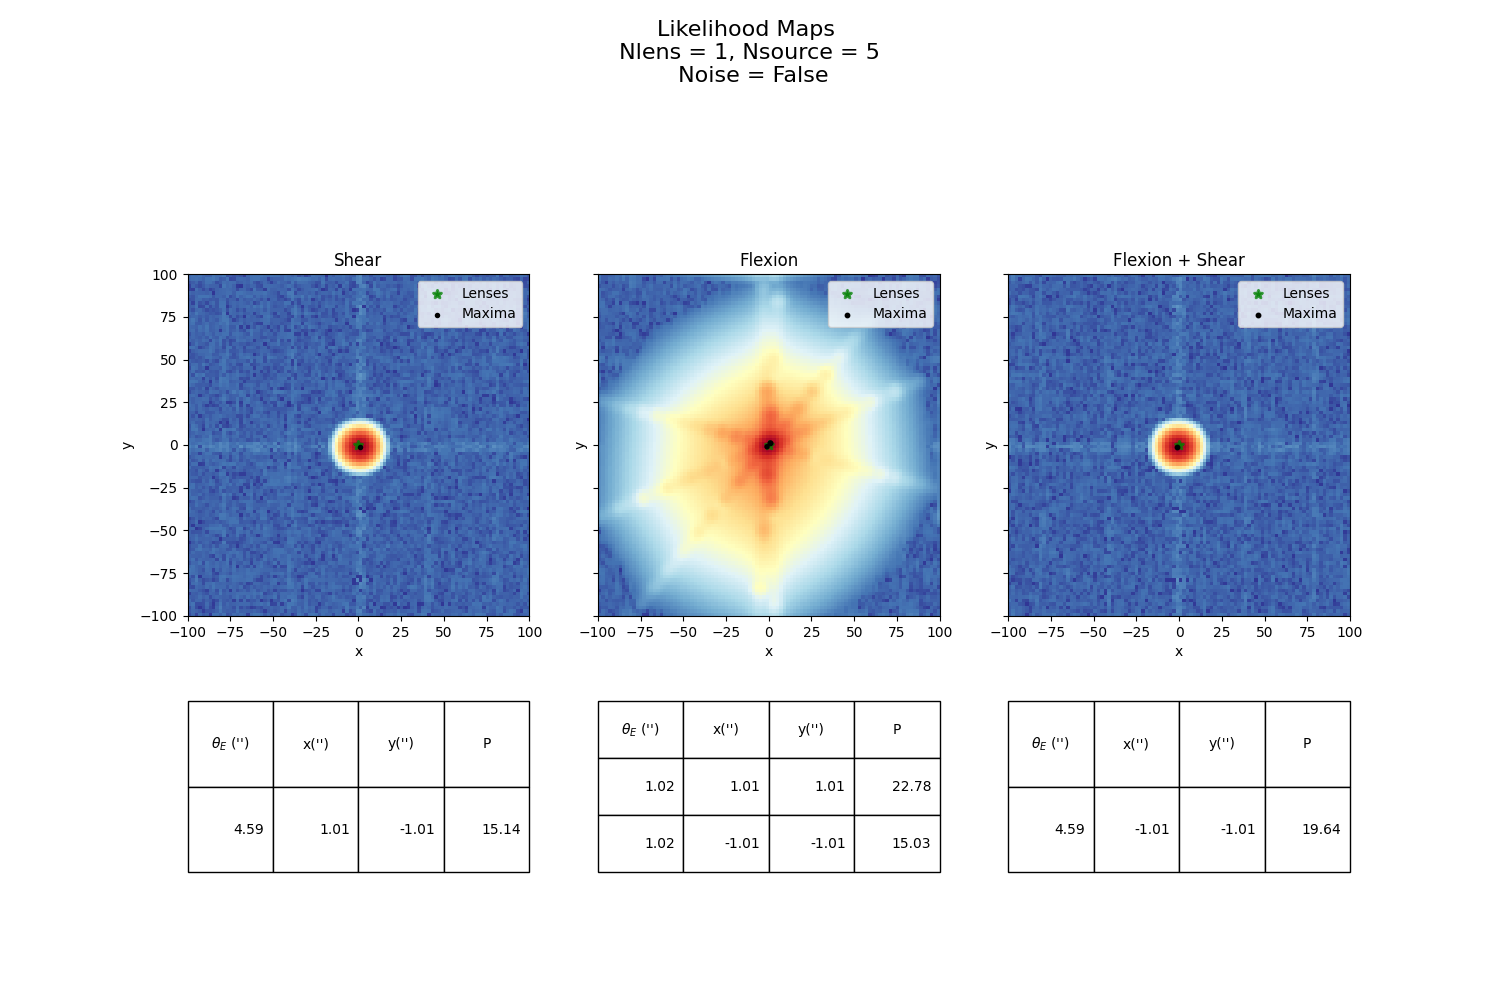 Likelihood Maps
Nlens = 1, Nsource = 5
Noise = False
Shear
Flexion
Flexion + Shear
Lenses
Maxima
Lenses
Maxima
Lenses
Maxima
100
75
50
25
0
−25
−50
−75
−100
y
y
y
−100 −75 −50 −25 0 25 50 75 100
−100 −75 −50 −25 0 25 50 75 100
−100 −75 −50 −25 0 25 50 75 100
x
x
x
θE ('') x('') y('') P
4.59 1.01 -1.01 15.14
θE ('') x('') y('') P
1.02 1.01 1.01 22.78
1.02 -1.01 -1.01 15.03
θE ('') x('') y('') P
4.59 -1.01 -1.01 19.64